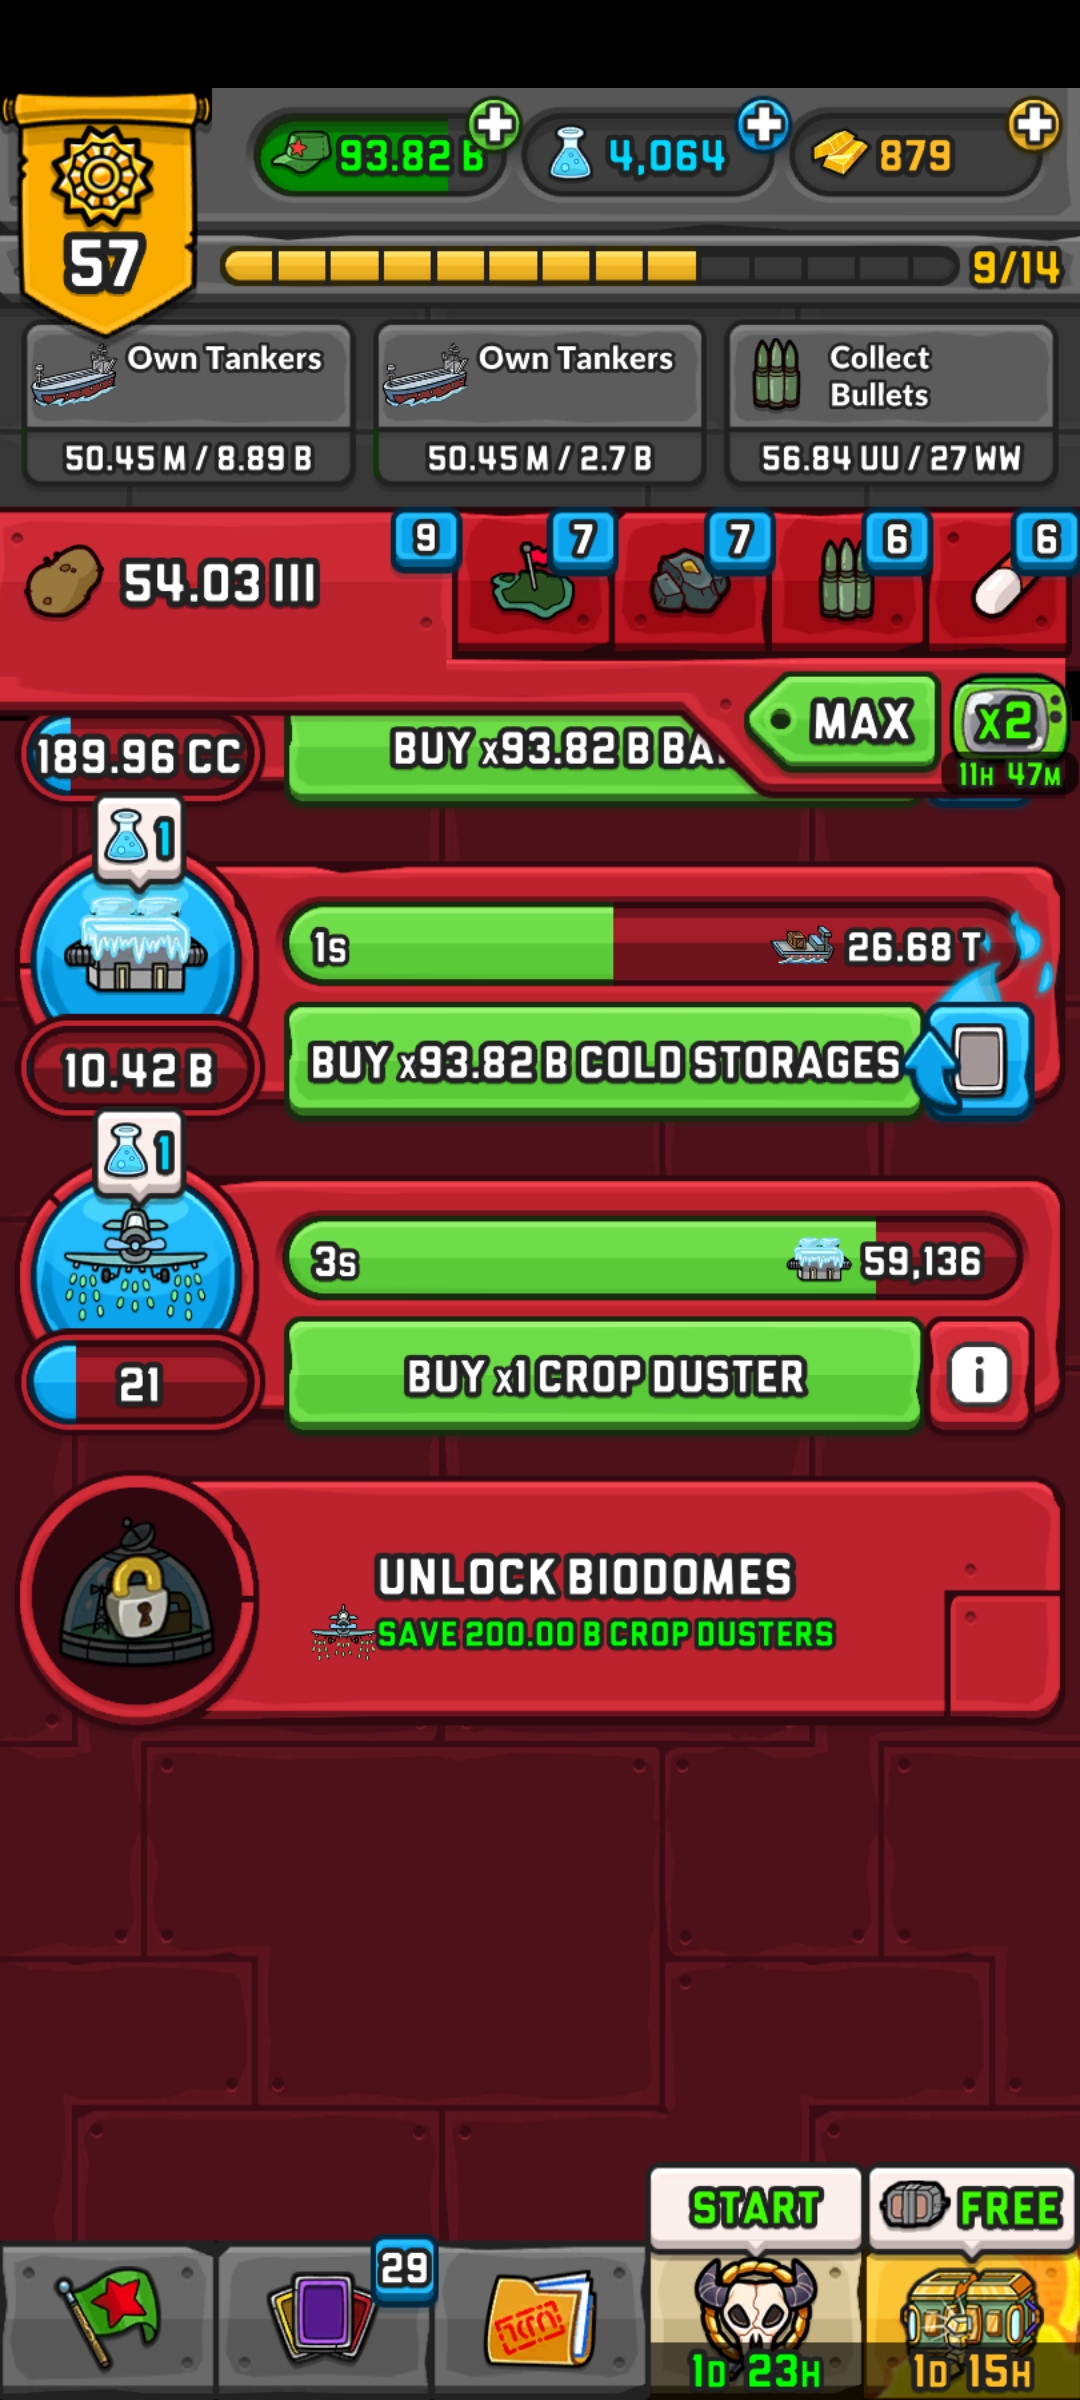 57
93.82 B
4,064
879
9/14
Own Tankers
50.45 M / 8.89 B
Own Tankers
50.45 M / 2.7 B
Collect
Bullets
56.84 UU / 27 WW
54.03 III
9
7
7
6
6
MAX
x2
11H 47M
189.96 CC
BUY x93.82 B BA
1
1s
26.68 T
10.42 B
BUY x93.82 B COLD STORAGES
1
3s
59,136
21
BUY x1 CROP DUSTER
i
UNLOCK BIODOMES
SAVE 200.00 B CROP DUSTERS
START
FREE
29
1D 23H
1D 15H